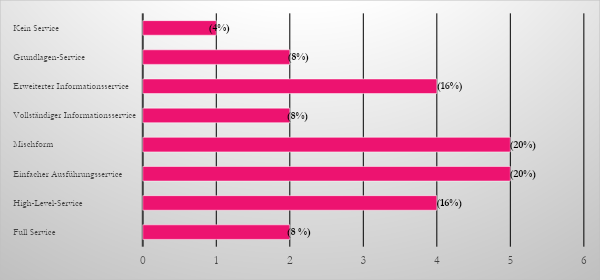 Kein Service (4%)
Grundlagen-Service (8%)
Erweiterter Informationsservice (16%)
Vollständiger Informationsservice (8%)
Mischform (20%)
Einfacher Ausführungsservice (20%)
High-Level-Service (16%)
Full Service (8 %)
0 1 2 3 4 5 6